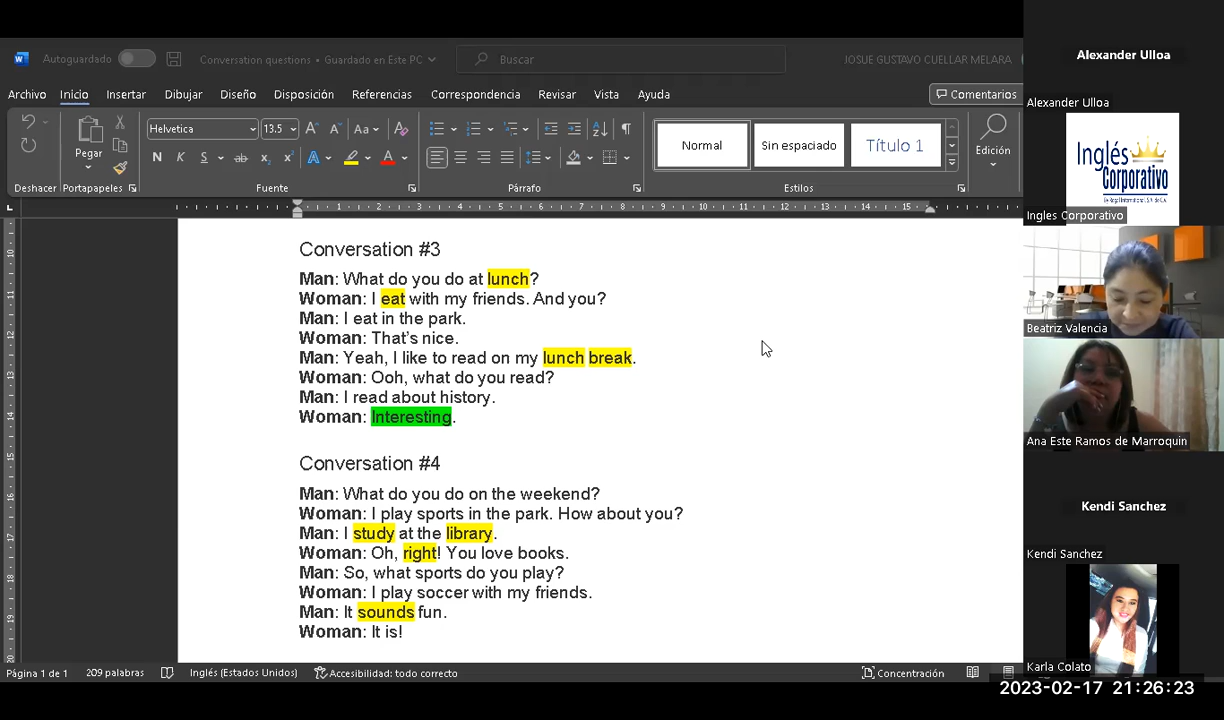 Autoguardado
Conversation questions • Guardado en Este PC
Buscar
JOSUE GUSTAVO CUELLAR MELARA
Archivo Inicio Insertar Dibujar Diseño Disposición Referencias Correspondencia Revisar Vista Ayuda
Comentarios
Pegar
Helvetica 13.5
Normal
Sin espaciado
Título 1
Edición
Deshacer Portapapeles Fuente Párrafo Estilos
Conversation #3
Man: What do you do at lunch?
Woman: I eat with my friends. And you?
Man: I eat in the park.
Woman: That's nice.
Man: Yeah, I like to read on my lunch break.
Woman: Ooh, what do you read?
Man: I read about history.
Woman: Interesting.
Conversation #4
Man: What do you do on the weekend?
Woman: I play sports in the park. How about you?
Man: I study at the library.
Woman: Oh, right! You love books.
Man: So, what sports do you play?
Woman: I play soccer with my friends.
Man: It sounds fun.
Woman: It is!
Página 1 de 1 209 palabras Inglés (Estados Unidos) Accesibilidad: todo correcto Concentración
Alexander Ulloa
Alexander Ulloa
Inglés
Corporativo
Ingles Corporativo
Beatriz Valencia
Ana Este Ramos de Marroquin
Kendi Sanchez
Kendi Sanchez
Karla Colato
2023-02-17 21:26:23